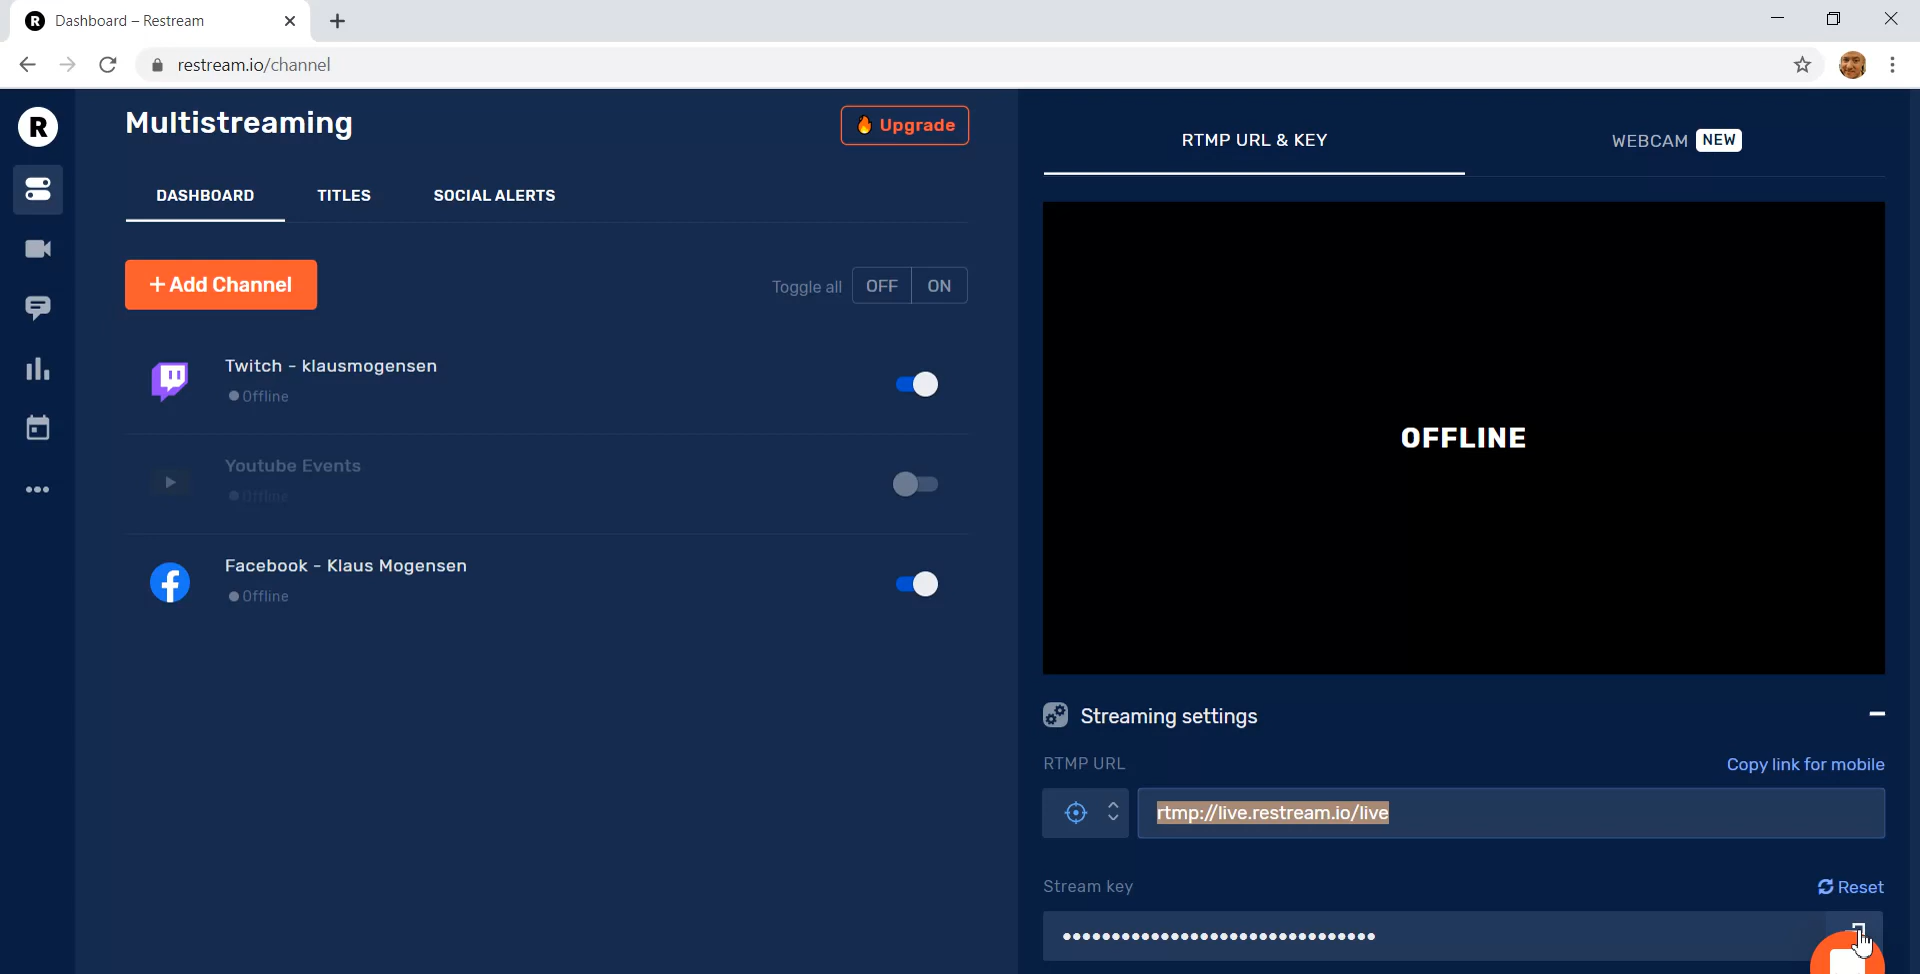 R Dashboard – Restream
restream.io/channel
R
Multistreaming
Upgrade
DASHBOARD TITLES SOCIAL ALERTS
+ Add Channel
Toggle all OFF ON
Twitch - klausmogensen
Offline
Youtube Events
Offline
Facebook - Klaus Mogensen
Offline
RTMP URL & KEY
WEBCAM NEW
OFFLINE
Streaming settings
RTMP URL
Copy link for mobile
rtmp://live.restream.io/live
Stream key
Reset
••••••••••••••••••••••••••••••••